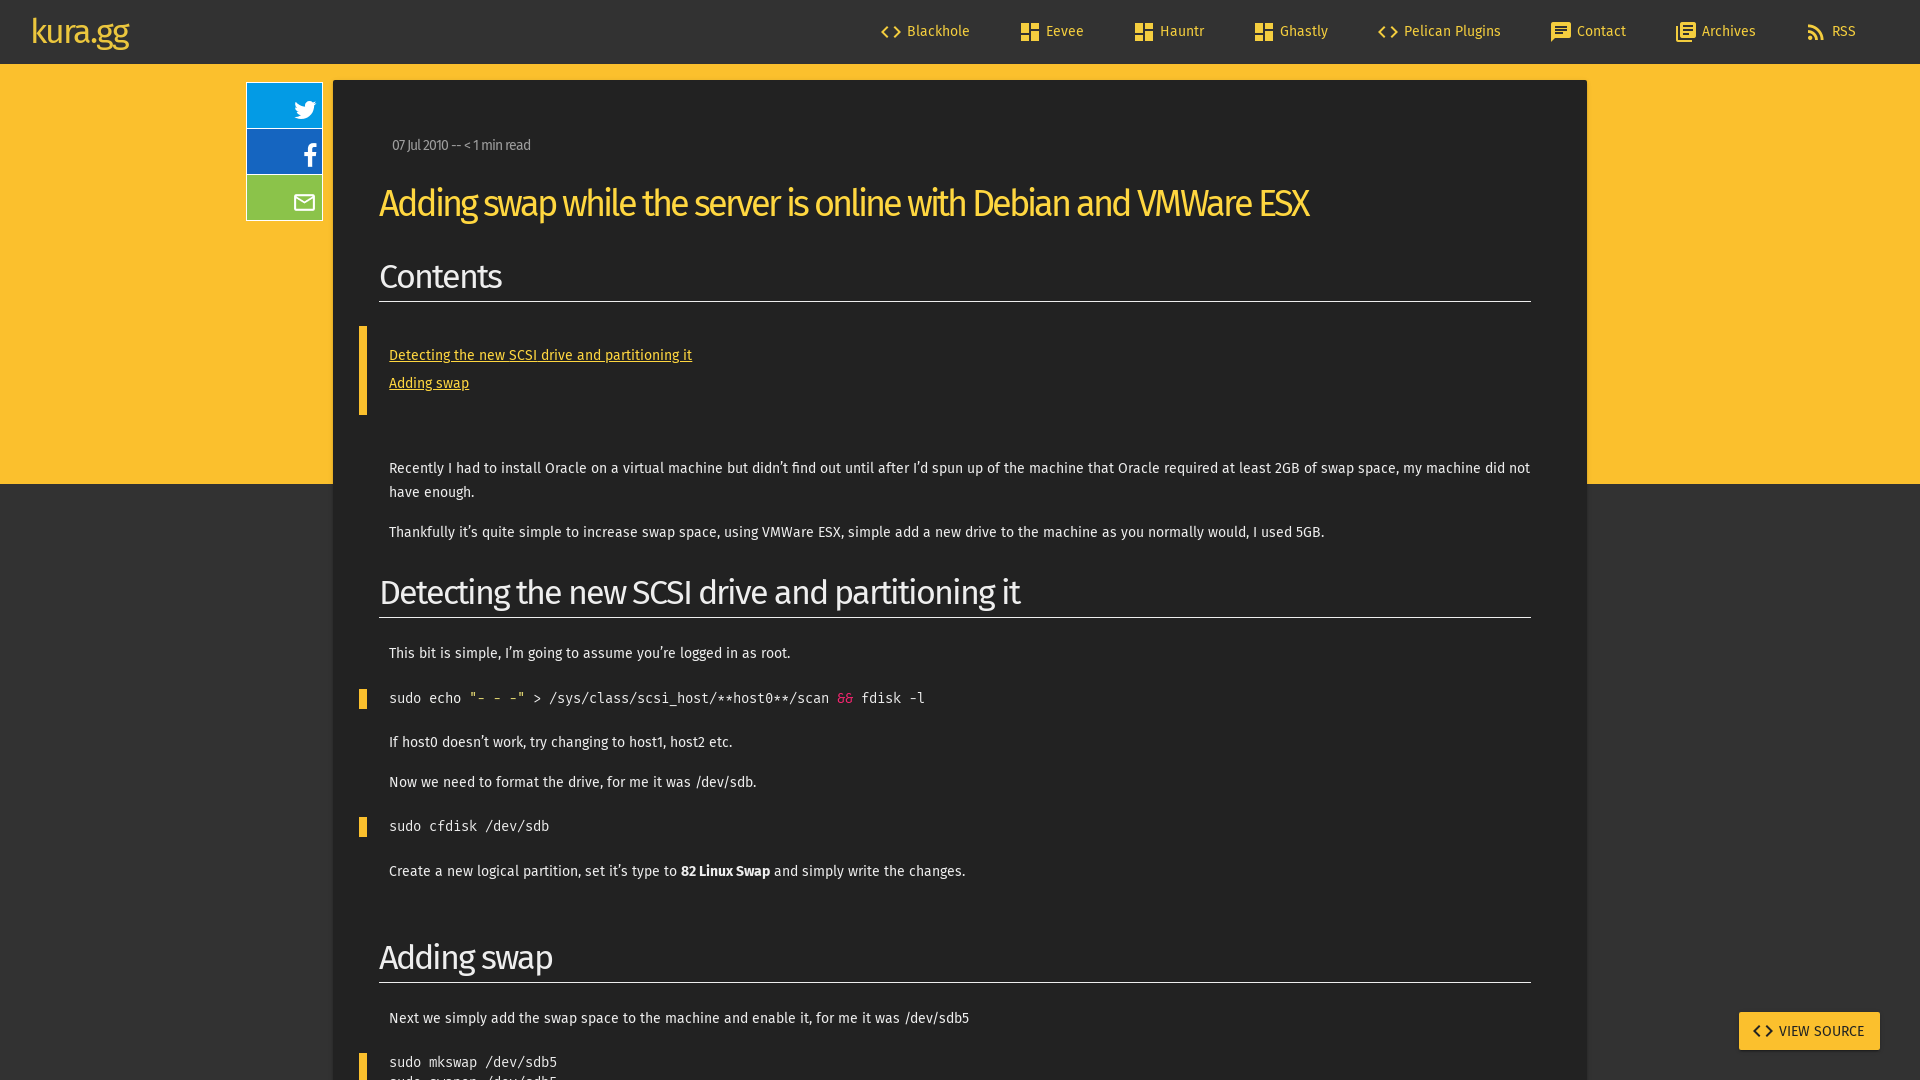 kura.gg
Blackhole
Eevee
Hauntr
Ghastly
Pelican Plugins
Contact
Archives
RSS
07 Jul 2010 -- < 1 min read
Adding swap while the server is online with Debian and VMWare ESX
Contents
Detecting the new SCSI drive and partitioning it
Adding swap
Recently I had to install Oracle on a virtual machine but didn’t find out until after I’d spun up of the machine that Oracle required at least 2GB of swap space, my machine did not
have enough.
Thankfully it’s quite simple to increase swap space, using VMWare ESX, simple add a new drive to the machine as you normally would, I used 5GB.
Detecting the new SCSI drive and partitioning it
This bit is simple, I’m going to assume you’re logged in as root.
sudo echo "- - -" > /sys/class/scsi_host/**host0**/scan && fdisk -l
If host0 doesn’t work, try changing to host1, host2 etc.
Now we need to format the drive, for me it was /dev/sdb.
sudo cfdisk /dev/sdb
Create a new logical partition, set it’s type to 82 Linux Swap and simply write the changes.
Adding swap
Next we simply add the swap space to the machine and enable it, for me it was /dev/sdb5
VIEW SOURCE
sudo mkswap /dev/sdb5
sudo swapon /dev/sdb5